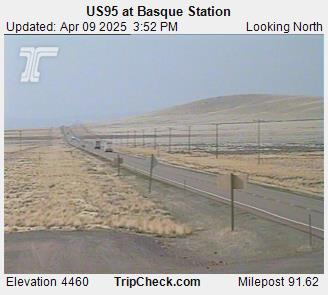 US95 at Basque Station
Updated: Apr 09 2025 3:52 PM Looking North
Elevation 4460 TripCheck.com Milepost 91.62